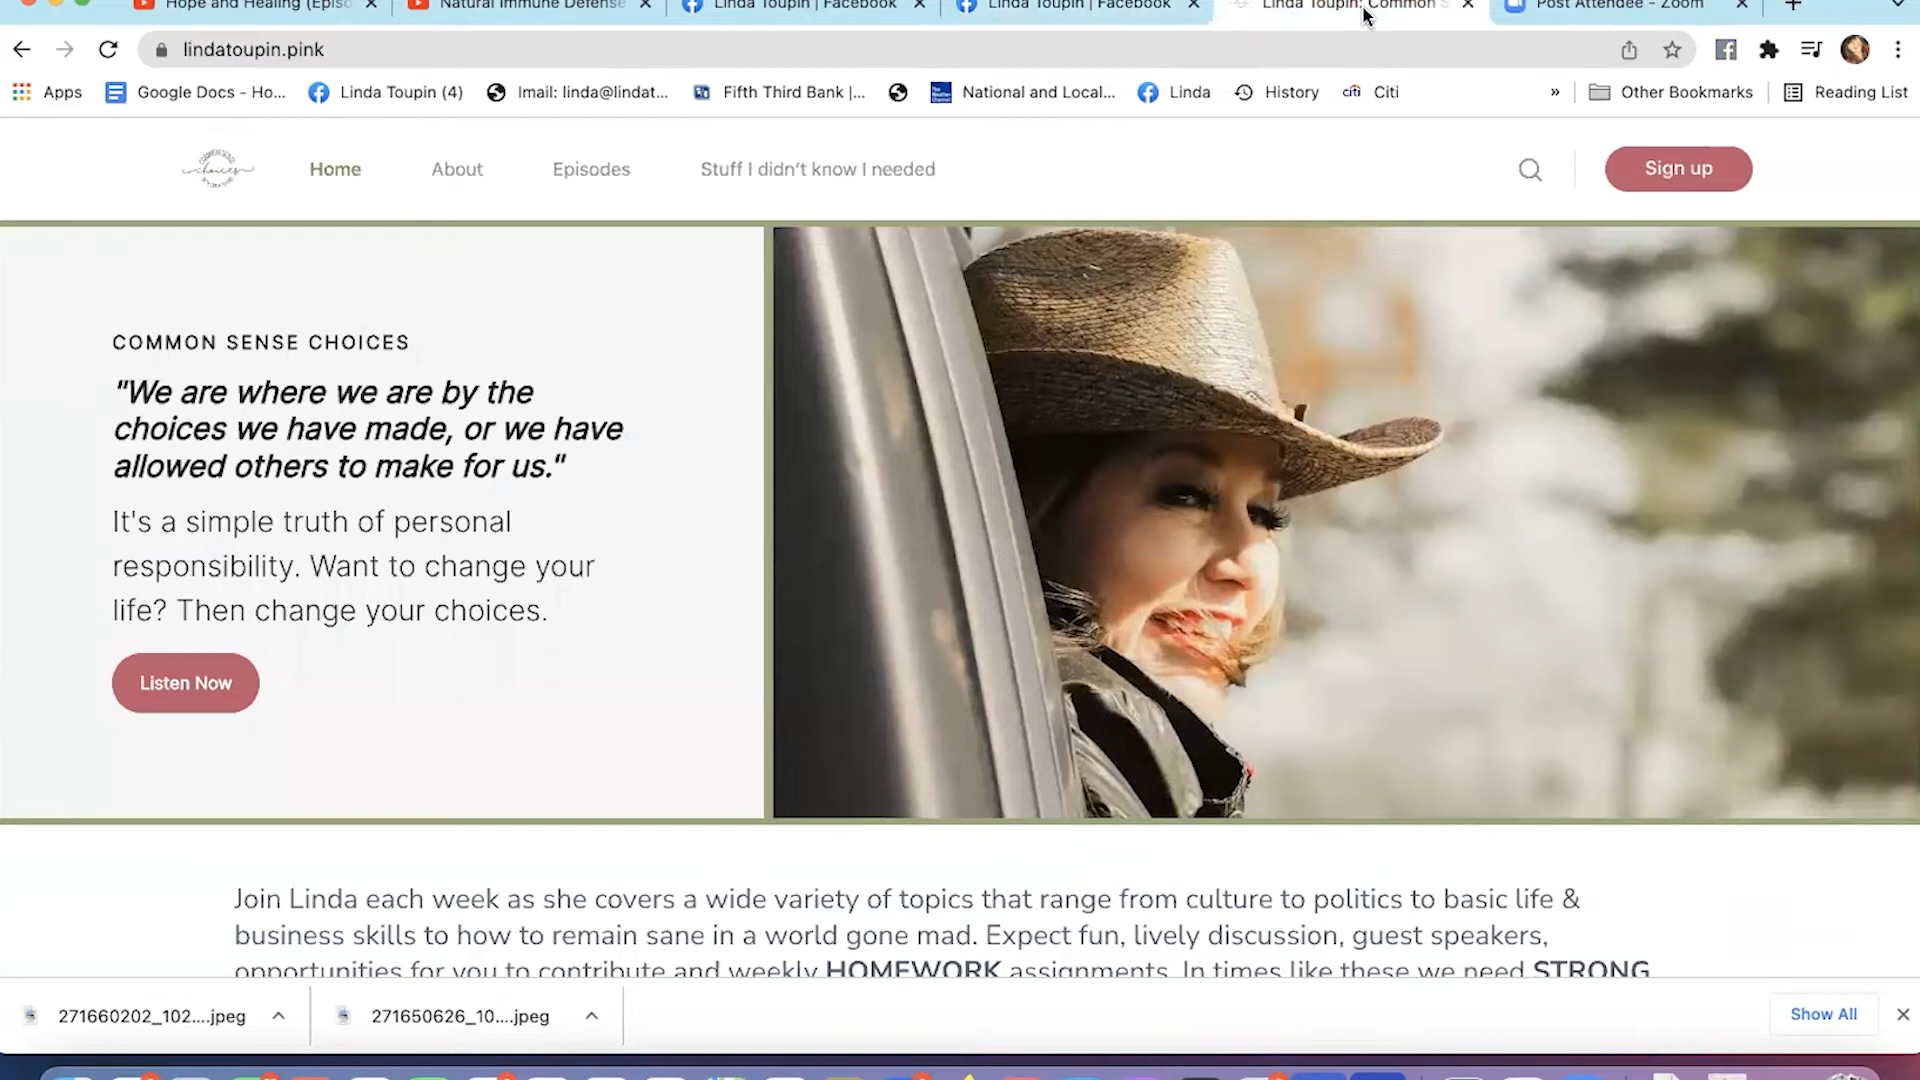 Hope and Healing (Episo
Natural Immune Defense
Linda Toupin | Facebook
Linda Toupin | Facebook
Linda Toupin: Common S
Post Attendee - Zoom
lindatoupin.pink
Apps
Google Docs - Ho...
Linda Toupin (4)
Imail: linda@lindat...
Fifth Third Bank |...
National and Local...
Linda
History
citi
Citi
»
Other Bookmarks
Reading List
choices
Home
About
Episodes
Stuff I didn't know I needed
Sign up
COMMON SENSE CHOICES
"We are where we are by the
choices we have made, or we have
allowed others to make for us."
It's a simple truth of personal
responsibility. Want to change your
life? Then change your choices.
Listen Now
Join Linda each week as she covers a wide variety of topics that range from culture to politics to basic life &
business skills to how to remain sane in a world gone mad. Expect fun, lively discussion, guest speakers,
opportunities for you to contribute and weekly HOMEWORK assignments. In times like these we need STRONG
271660202_102....jpeg
271650626_10....jpeg
Show All